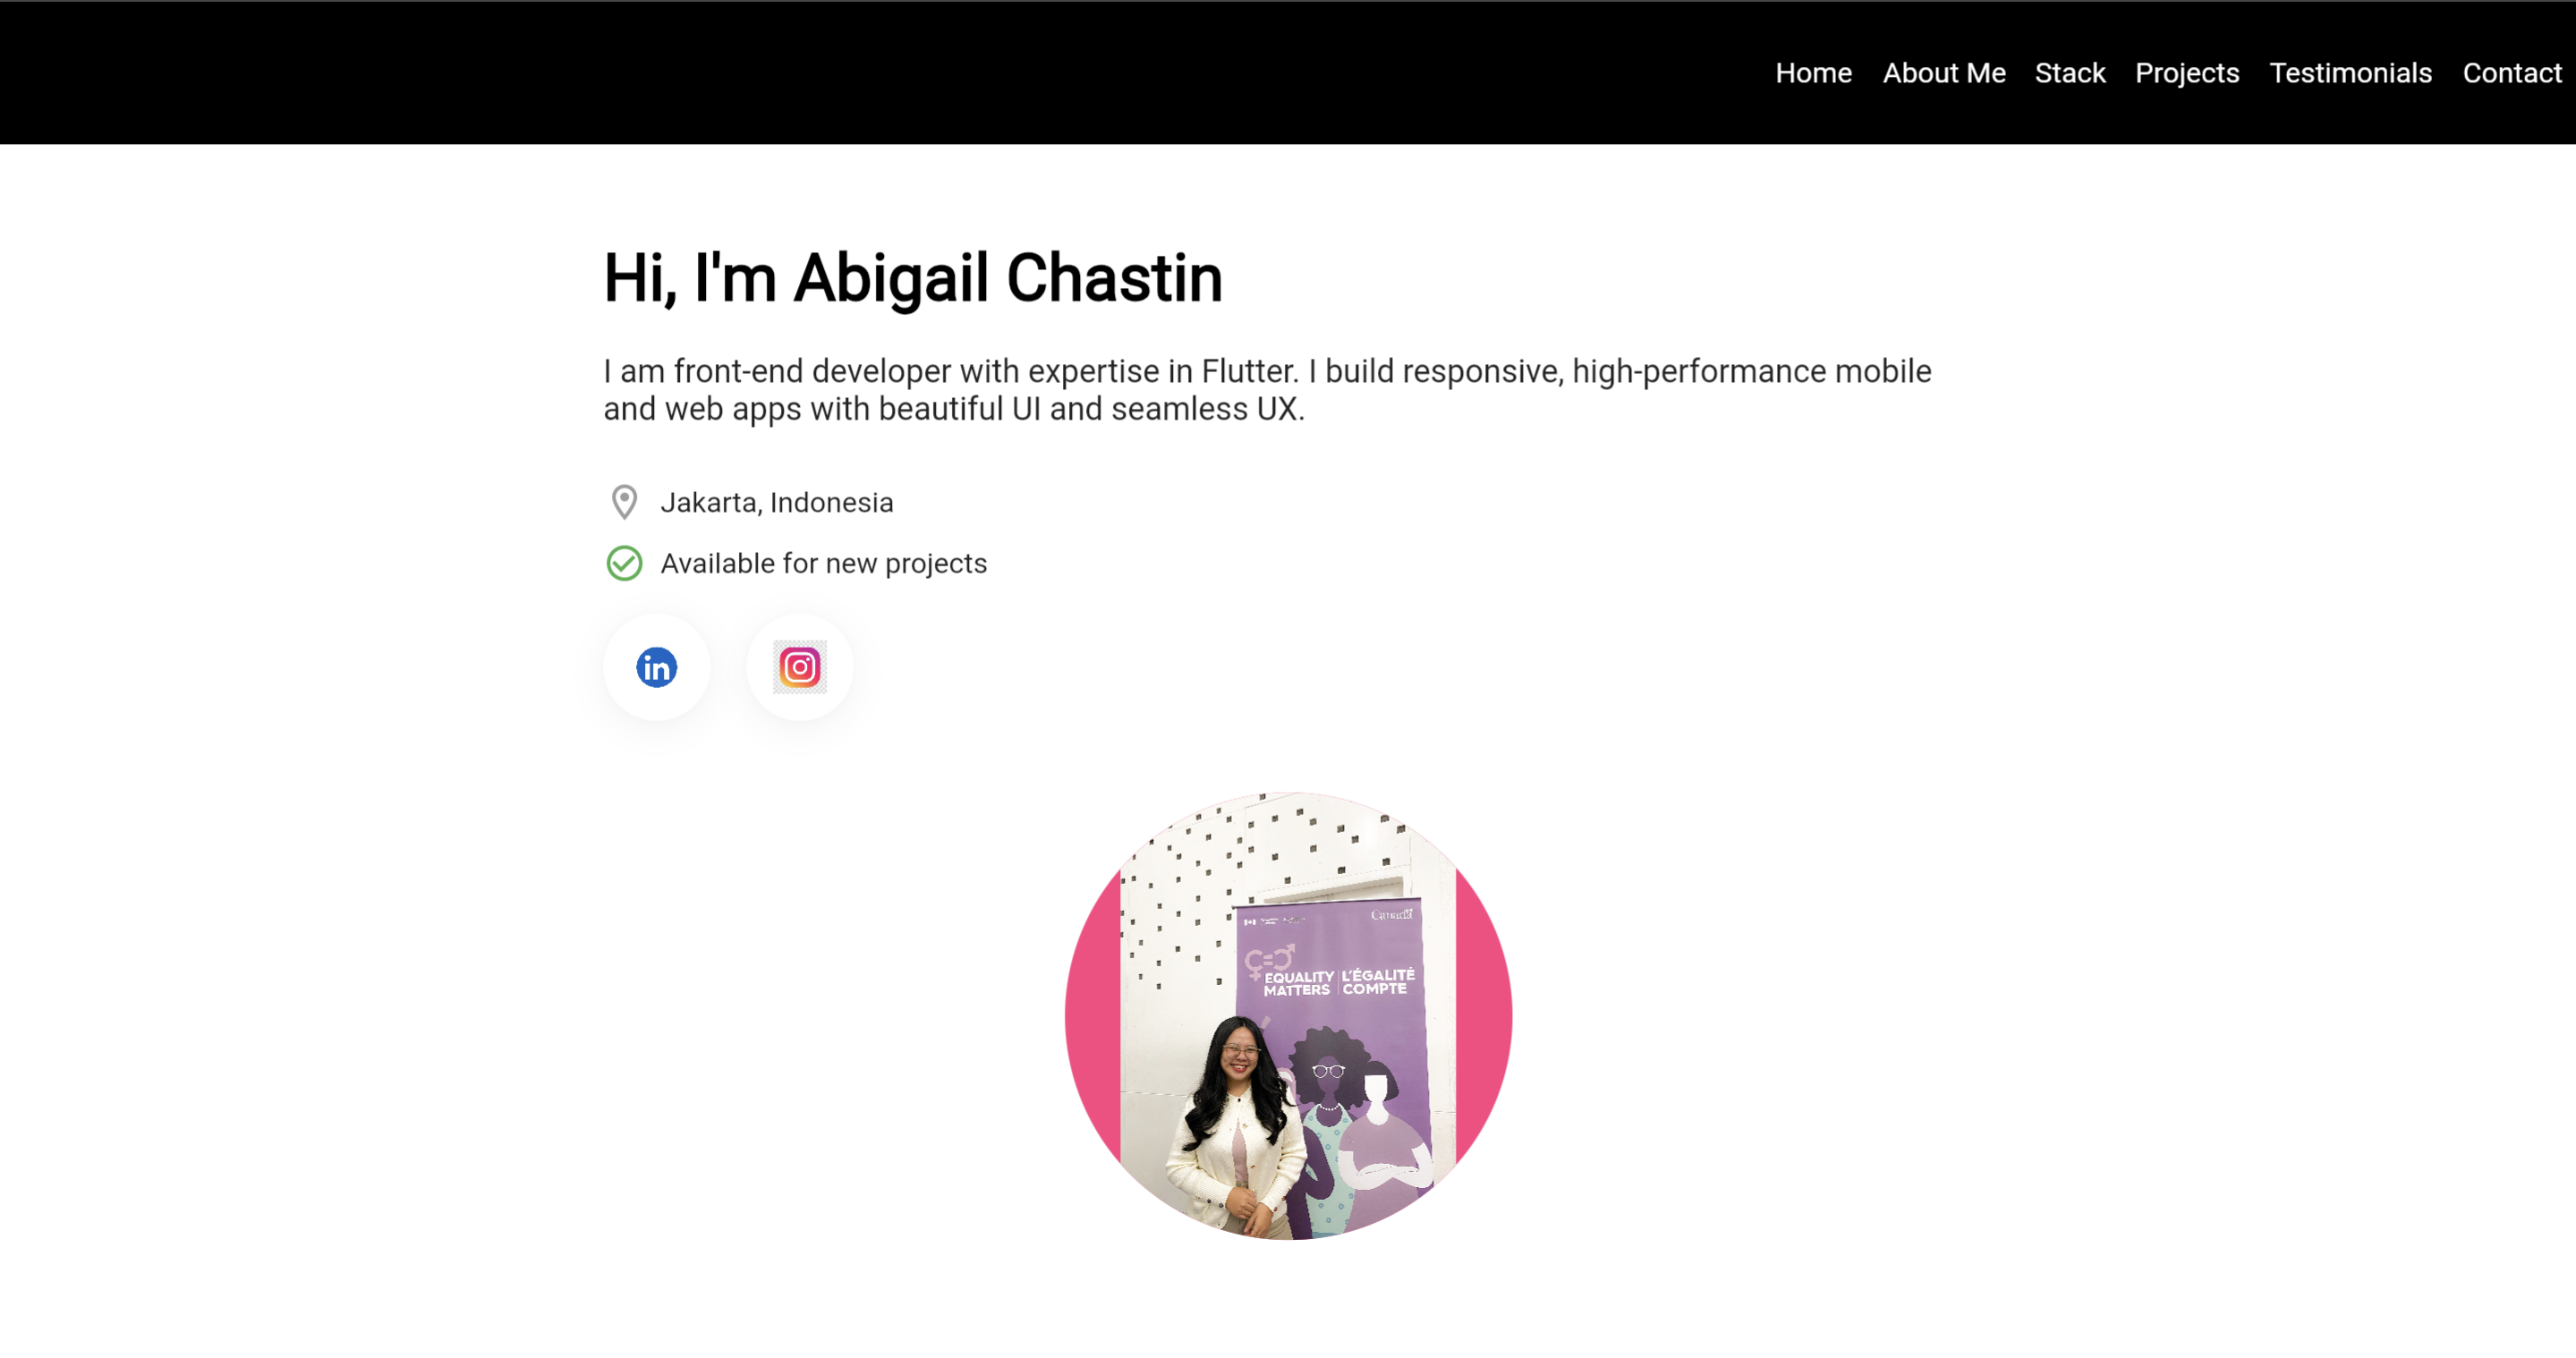 Home About Me Stack Projects Testimonials Contact
Hi, I'm Abigail Chastin
I am front-end developer with expertise in Flutter. I build responsive, high-performance mobile
and web apps with beautiful UI and seamless UX.
Jakarta, Indonesia
Available for new projects
in
Canada
EQUALITY MATTERS
L'ÉGALITÉ COMPTE